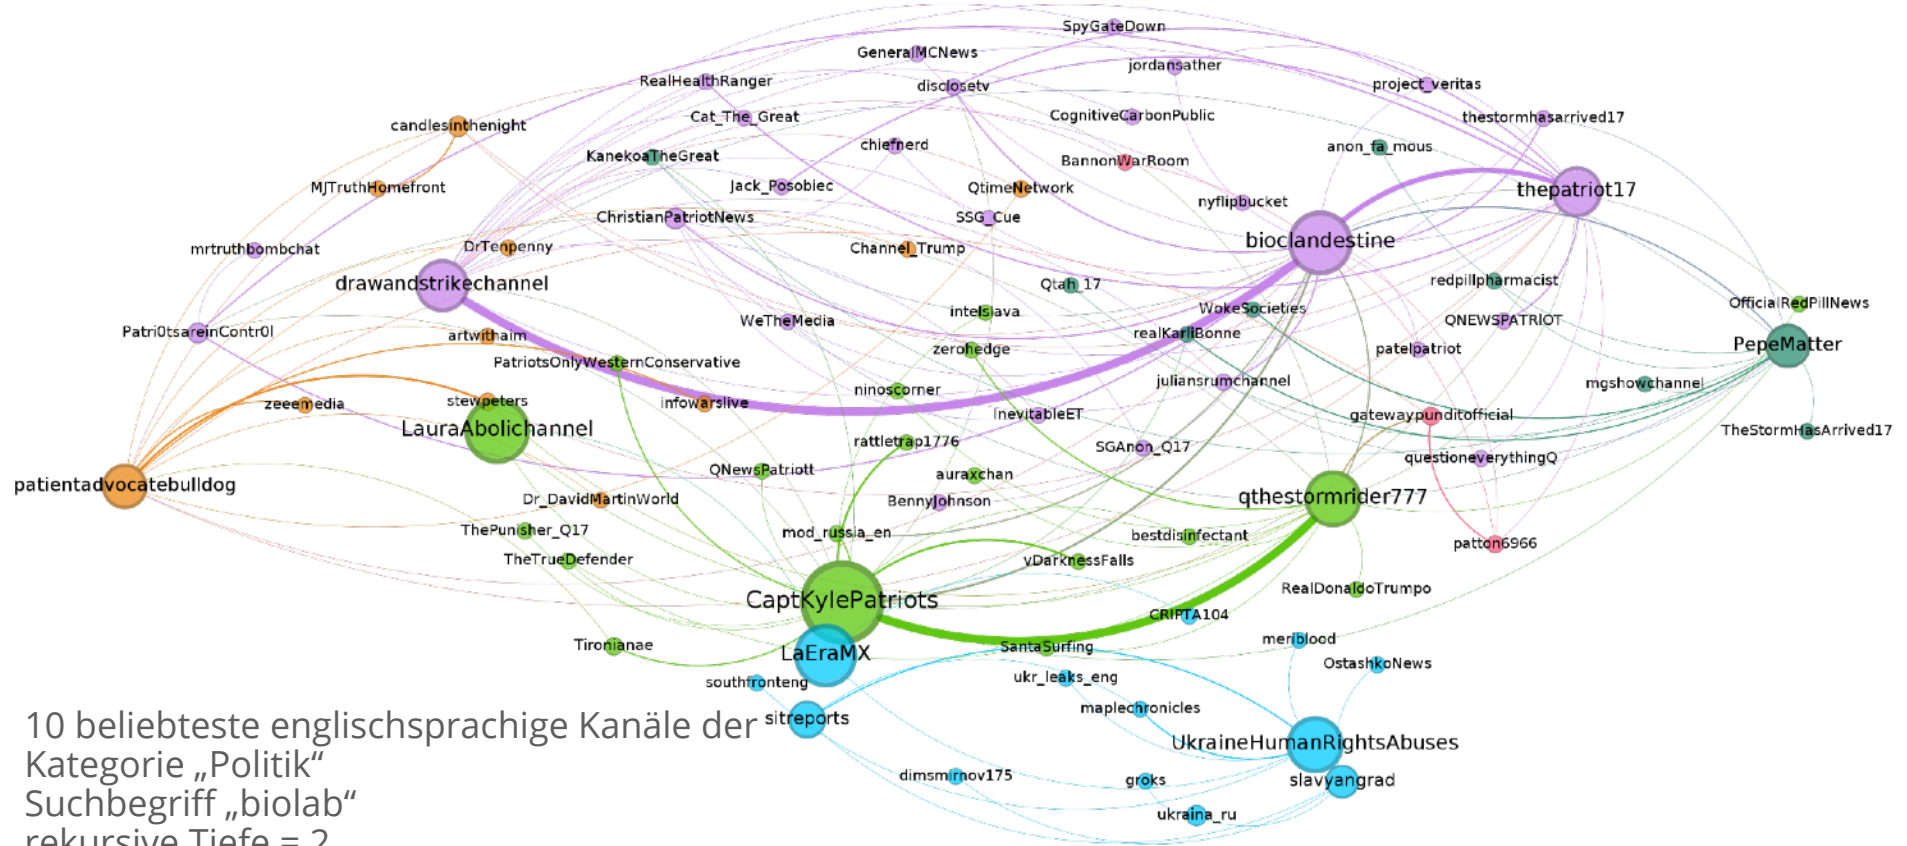 SpyGateDown
GeneralMCNews
jordansather
RealHealthRanger
disclosetv
project_veritas
Cat_The_Great
CognitiveCarbonPublic
thestormhasarrived17
candlesinthenight
chiefnerd
anon_fa_mous
KanekoaTheGreat
BannonWarRoom
MJTruthHomefront
Jack_Posobiec
QtimeNetwork
thepatriot17
nyflipbucket
ChristianPatriotNews
SSG_Cue
bioclandestine
mrtruthbombchat
DrTenpenny
Channel_Trump
drawandstrikechannel
Qtah_17
redpillpharmacist
OfficialRedPillNews
WokeSocieties
intelslava
WeTheMedia
QNEWSPATRIOT
Patri0tsareinContr0l
artwithaim
realKarliBonne
PepeMatter
zerohedge
patelpatriot
PatriotsOnlyWesternConservative
juliansrumchannel
mgshowchannel
ninoscorner
stewpeters
zeeemedia
infowarslive
InevitableET
gatewaypunditofficial
LauraAbolichannel
TheStormHasArrived17
rattletrap1776
SGAnon_Q17
questioneverythingQ
QNewsPatriott
auraxchan
patientadvocatebulldog
Dr_DavidMartinWorld
BennyJohnson
qthestormrider777
ThePunisher_Q17
mod_russia_en
bestdisinfectant
patton6966
TheTrueDefender
vDarknessFalls
RealDonaldoTrumpo
CaptKylePatriots
CRIPTA104
Tironianae
SantaSurfing
meriblood
LaEraMX
OstashkoNews
southfronteng
ukr_leaks_eng
maplechronicles
sitreports
UkraineHumanRightsAbuses
dimsmirnov175
groks
slavyangrad
ukraina_ru
10 beliebteste englischsprachige Kanäle der
Kategorie „Politik“
Suchbegriff „biolab“
rekursive Tiefe = 2